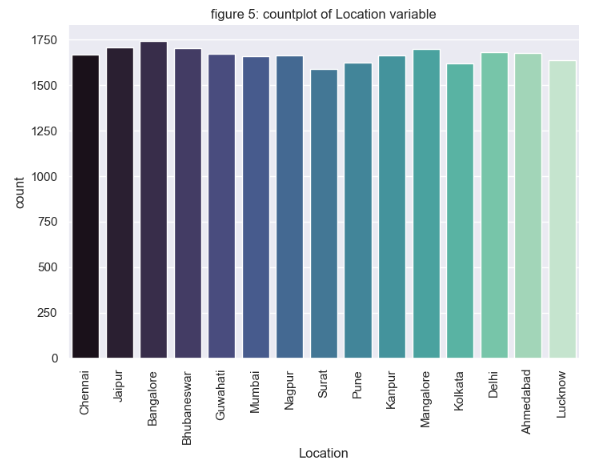 figure 5: countplot of Location variable
count
1750
1500
1250
1000
750
500
250
0
Chennai
Jaipur
Bangalore
Bhubaneswar
Guwahati
Mumbai
Nagpur
Surat
Pune
Kanpur
Mangalore
Kolkata
Delhi
Ahmedabad
Lucknow
Location